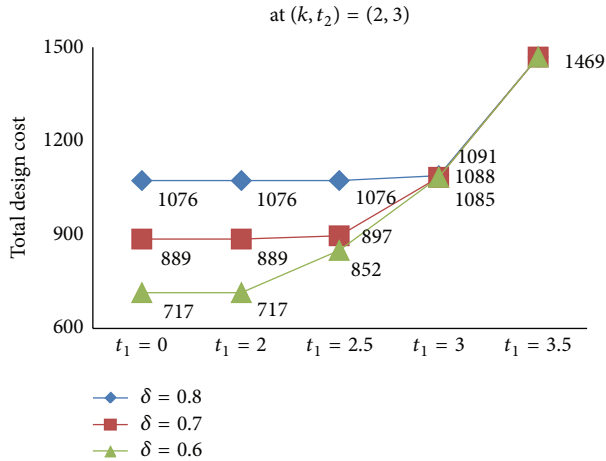 at (k, t₂) = (2, 3)
Total design cost
1500
1200
900
600
1076
1076
1076
1091
1088
1085
1469
889
889
897
852
717
717
t₁ = 0
t₁ = 2
t₁ = 2.5
t₁ = 3
t₁ = 3.5
δ = 0.8
δ = 0.7
δ = 0.6